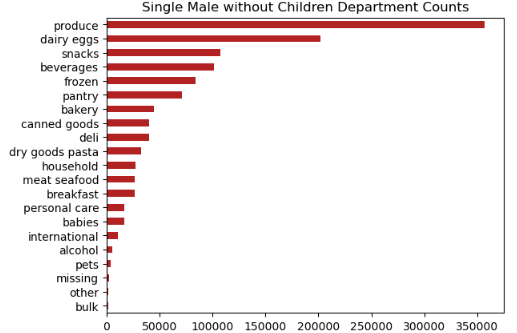 Single Male without Children Department Counts
produce
dairy eggs
snacks
beverages
frozen
pantry
bakery
canned goods
deli
dry goods pasta
household
meat seafood
breakfast
personal care
babies
international
alcohol
pets
missing
other
bulk
0 50000 100000 150000 200000 250000 300000 350000